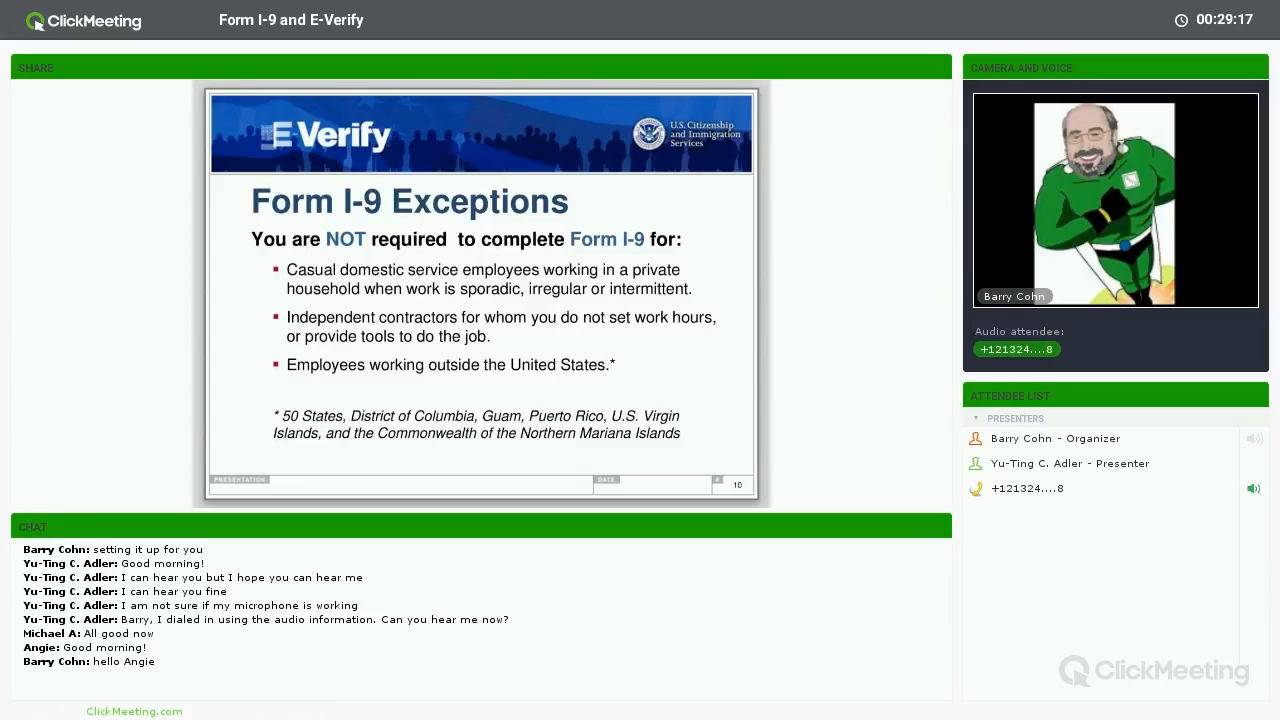 ClickMeeting
Form I-9 and E-Verify
00:29:17
SHARE
E-Verify
U.S. Citizenship
and Immigration
Services
Form I-9 Exceptions
You are NOT required to complete Form I-9 for:
Casual domestic service employees working in a private
household when work is sporadic, irregular or intermittent.
Independent contractors for whom you do not set work hours,
or provide tools to do the job.
Employees working outside the United States.*
* 50 States, District of Columbia, Guam, Puerto Rico, U.S. Virgin
Islands, and the Commonwealth of the Northern Mariana Islands
PRESENTATION
DATE
#
10
CHAT
Barry Cohn: setting it up for you
Yu-Ting C. Adler: Good morning!
Yu-Ting C. Adler: I can hear you but I hope you can hear me
Yu-Ting C. Adler: I can hear you fine
Yu-Ting C. Adler: I am not sure if my microphone is working
Yu-Ting C. Adler: Barry, I dialed in using the audio information. Can you hear me now?
Michael A: All good now
Angie: Good morning!
Barry Cohn: hello Angie
ClickMeeting.com
CAMERA AND VOICE
Barry Cohn
Audio attendee:
+121324....8
ATTENDEE LIST
PRESENTERS
Barry Cohn - Organizer
Yu-Ting C. Adler - Presenter
+121324....8
ClickMeeting